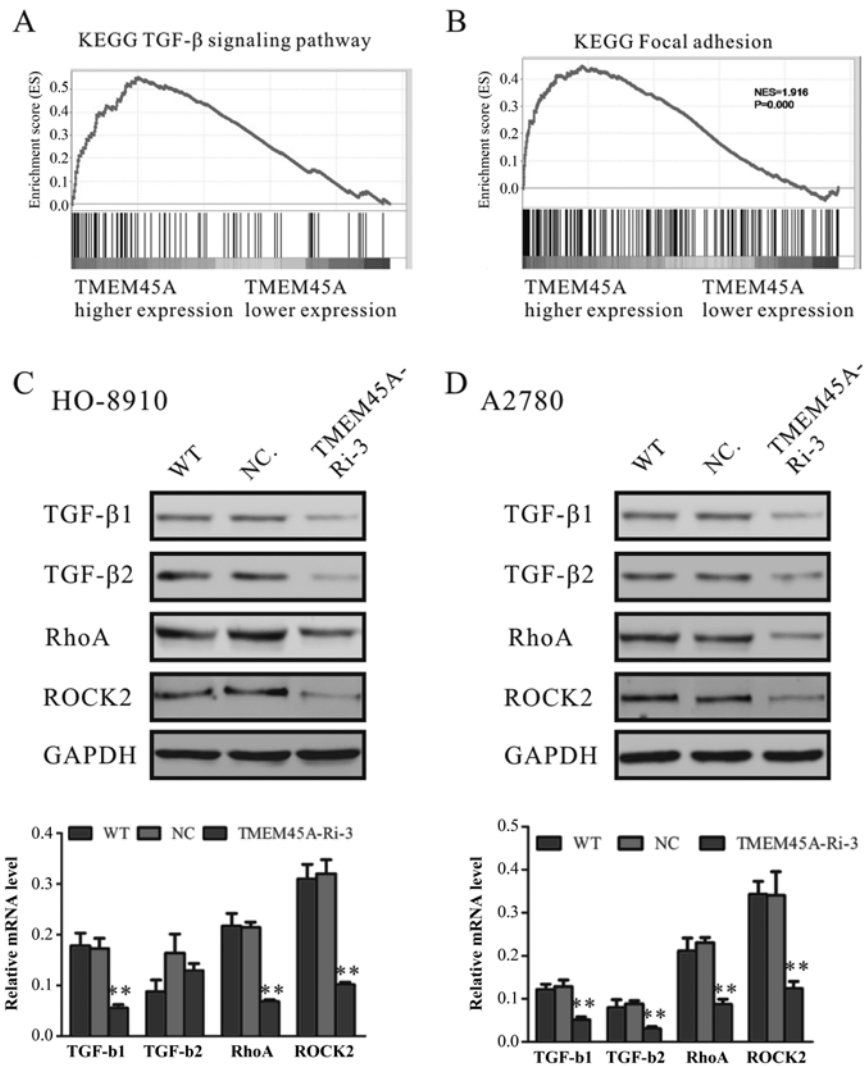 A
KEGG TGF-β signaling pathway
Enrichment score (ES)
0.5
0.4
0.3
0.2
0.1
0.0
TMEM45A
higher expression
TMEM45A
lower expression
B
KEGG Focal adhesion
Enrichment score (ES)
0.4
0.3
0.2
0.1
0.0
NES=1.916
P=0.000
TMEM45A
higher expression
TMEM45A
lower expression
C
HO-8910
WT
NC.
TMEM45A-
Ri-3
TGF-β1
TGF-β2
RhoA
ROCK2
GAPDH
D
A2780
WT
NC.
TMEM45A-
Ri-3
TGF-β1
TGF-β2
RhoA
ROCK2
GAPDH
Relative mRNA level
0.4
0.3
0.2
0.1
0.0
WT NC TMEM45A-Ri-3
** ** **
TGF-b1 TGF-b2 RhoA ROCK2
Relative mRNA level
0.5
0.4
0.3
0.2
0.1
0.0
WT NC TMEM45A-Ri-3
** ** ** **
TGF-b1 TGF-b2 RhoA ROCK2